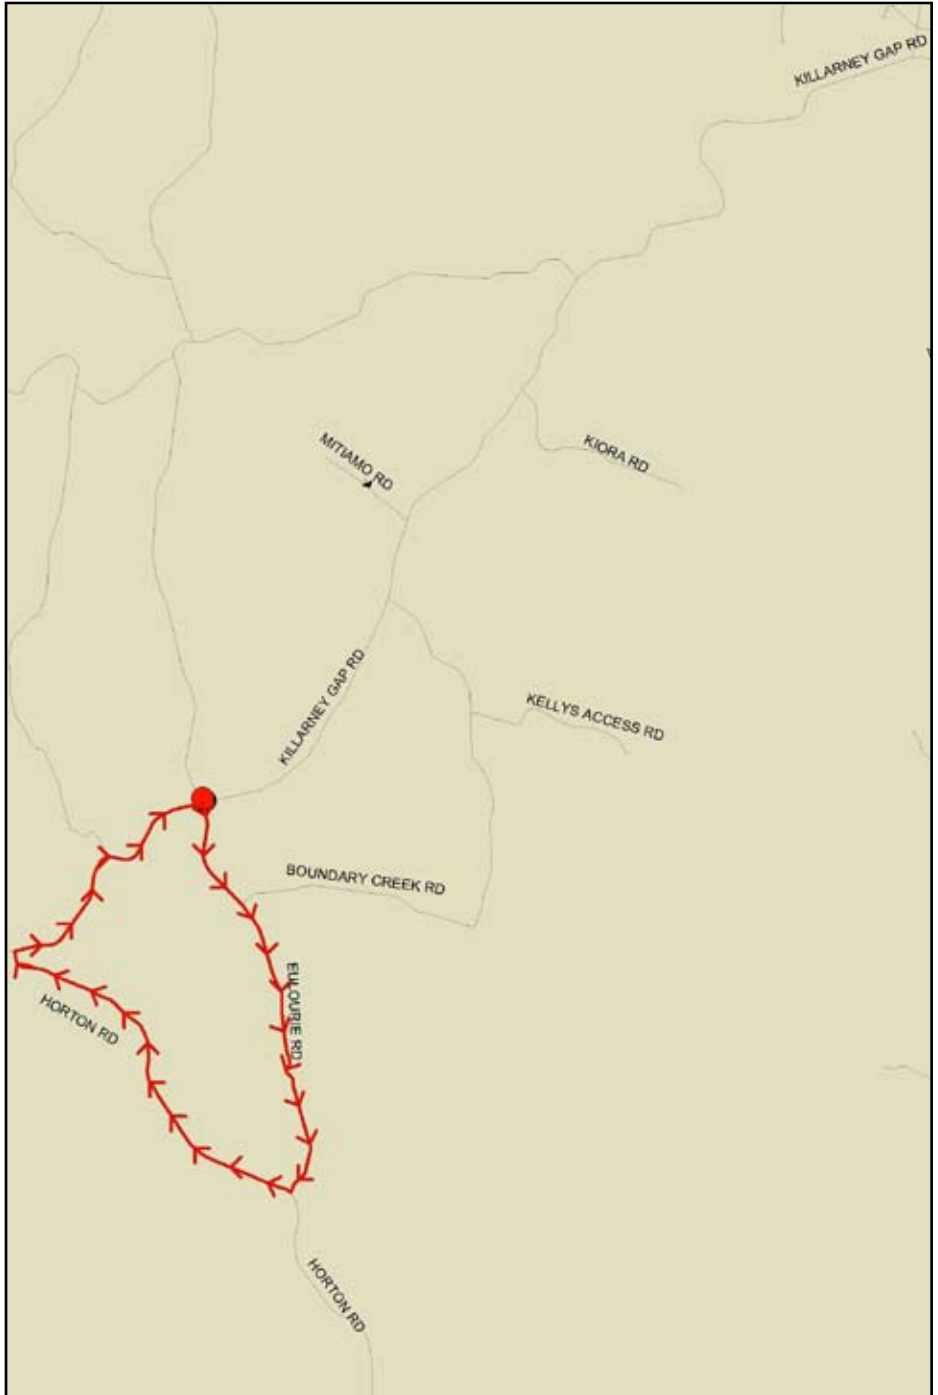 KILLARNEY GAP RD
MITIAMO RD
KIORA RD
KILLARNEY GAP RD
KELLYS ACCESS RD
BOUNDARY CREEK RD
EULOURIE RD
HORTON RD
HORTON RD